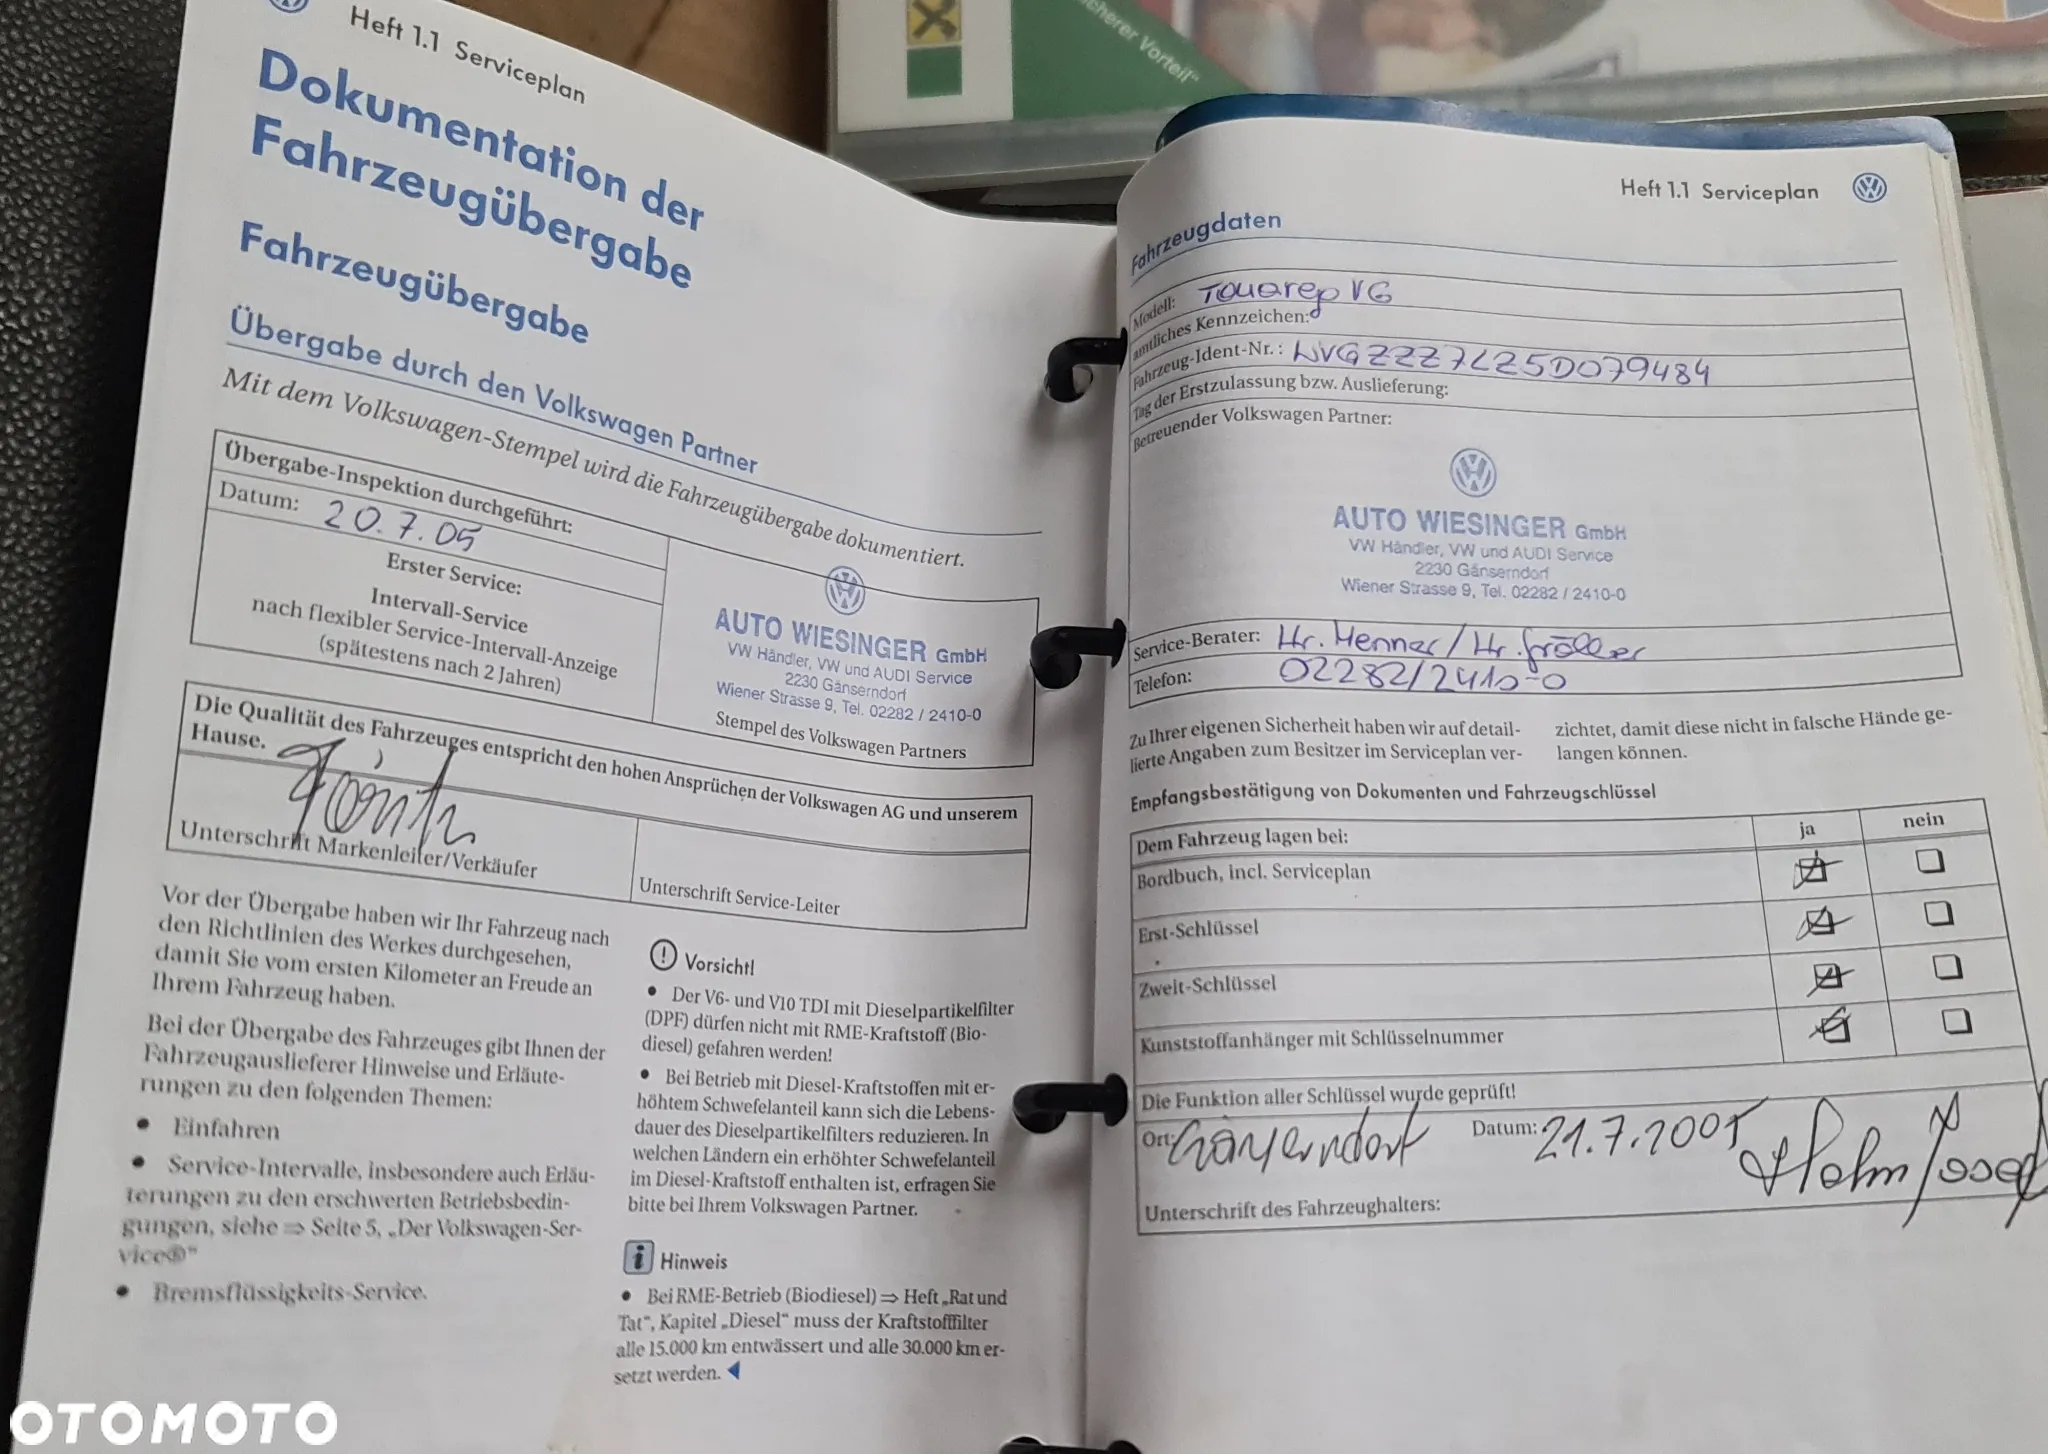 Heft 1.1 Serviceplan
Dokumentation der
Fahrzeugübergabe
Fahrzeugübergabe
Übergabe durch den Volkswagen Partner
Mit dem Volkswagen-Stempel wird die Fahrzeugübergabe dokumentiert.
Übergabe-Inspektion durchgeführt:
Datum: 20.7.05
Erster Service:
Intervall-Service
nach flexibler Service-Intervall-Anzeige
(spätestens nach 2 Jahren)
AUTO WIESINGER GmbH
VW Händler, VW und AUDI Service
2230 Gänserndorf
Wiener Strasse 9, Tel. 02282 / 2410-0
Stempel des Volkswagen Partners
Die Qualität des Fahrzeuges entspricht den hohen Ansprüchen der Volkswagen AG und unserem
Hause.
Unterschrift Markenleiter/Verkäufer
Unterschrift Service-Leiter
Vor der Übergabe haben wir Ihr Fahrzeug nach
den Richtlinien des Werkes durchgesehen,
damit Sie vom ersten Kilometer an Freude an
Ihrem Fahrzeug haben.
Bei der Übergabe des Fahrzeuges gibt Ihnen der
Fahrzeugauslieferer Hinweise und Erläute-
rungen zu den folgenden Themen:
• Einfahren
• Service-Intervalle, insbesondere auch Erläu-
terungen zu den erschwerten Betriebsbedin-
gungen, siehe ⇒ Seite 5, „Der Volkswagen-Ser-
vice®“
• Bremsflüssigkeits-Service.
Vorsicht!
• Der V6- und V10 TDI mit Dieselpartikelfilter
(DPF) dürfen nicht mit RME-Kraftstoff (Bio-
diesel) gefahren werden!
• Bei Betrieb mit Diesel-Kraftstoffen mit er-
höhtem Schwefelanteil kann sich die Lebens-
dauer des Dieselpartikelfilters reduzieren. In
welchen Ländern ein erhöhter Schwefelanteil
im Diesel-Kraftstoff enthalten ist, erfragen Sie
bitte bei Ihrem Volkswagen Partner.
Hinweis
• Bei RME-Betrieb (Biodiesel) ⇒ Heft „Rat und
Tat“, Kapitel „Diesel“ muss der Kraftstofffilter
alle 15.000 km entwässert und alle 30.000 km er-
setzt werden.
cherer Vorteil“
Heft 1.1 Serviceplan
Fahrzeugdaten
Modell: Touareg V6
amtliches Kennzeichen:
Fahrzeug-Ident-Nr.: WVGZZZ7LZ5D079484
Tag der Erstzulassung bzw. Auslieferung:
Betreuender Volkswagen Partner:
AUTO WIESINGER GmbH
VW Händler, VW und AUDI Service
2230 Gänserndorf
Wiener Strasse 9, Tel. 02282 / 2410-0
Service-Berater: Hr. / Hr.
Telefon: 02282/2410-0
Zu Ihrer eigenen Sicherheit haben wir auf detail-
lierte Angaben zum Besitzer im Serviceplan ver-
zichtet, damit diese nicht in falsche Hände ge-
langen können.
Empfangsbestätigung von Dokumenten und Fahrzeugschlüssel
Dem Fahrzeug lagen bei: ja nein
Bordbuch, incl. Serviceplan
Erst-Schlüssel
Zweit-Schlüssel
Kunststoffanhänger mit Schlüsselnummer
Die Funktion aller Schlüssel wurde geprüft!
Ort: Gänserndorf Datum: 21.7.2005
Unterschrift des Fahrzeughalters:
OTOMOTO